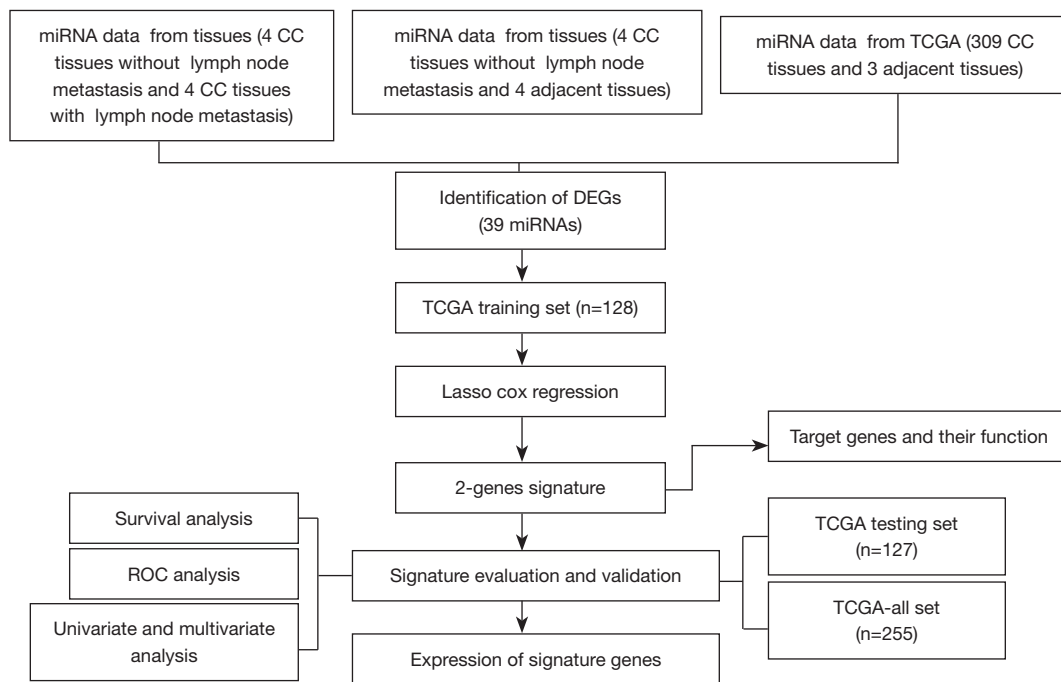 miRNA data from tissues (4 CC
tissues without lymph node
metastasis and 4 CC tissues
with lymph node metastasis)
miRNA data from tissues (4 CC
tissues without lymph node
metastasis and 4 adjacent tissues)
miRNA data from TCGA (309 CC
tissues and 3 adjacent tissues)
Identification of DEGs
(39 miRNAs)
TCGA training set (n=128)
Lasso cox regression
Target genes and their function
2-genes signature
Survival analysis
ROC analysis
Univariate and multivariate
analysis
Signature evaluation and validation
TCGA testing set
(n=127)
TCGA-all set
(n=255)
Expression of signature genes